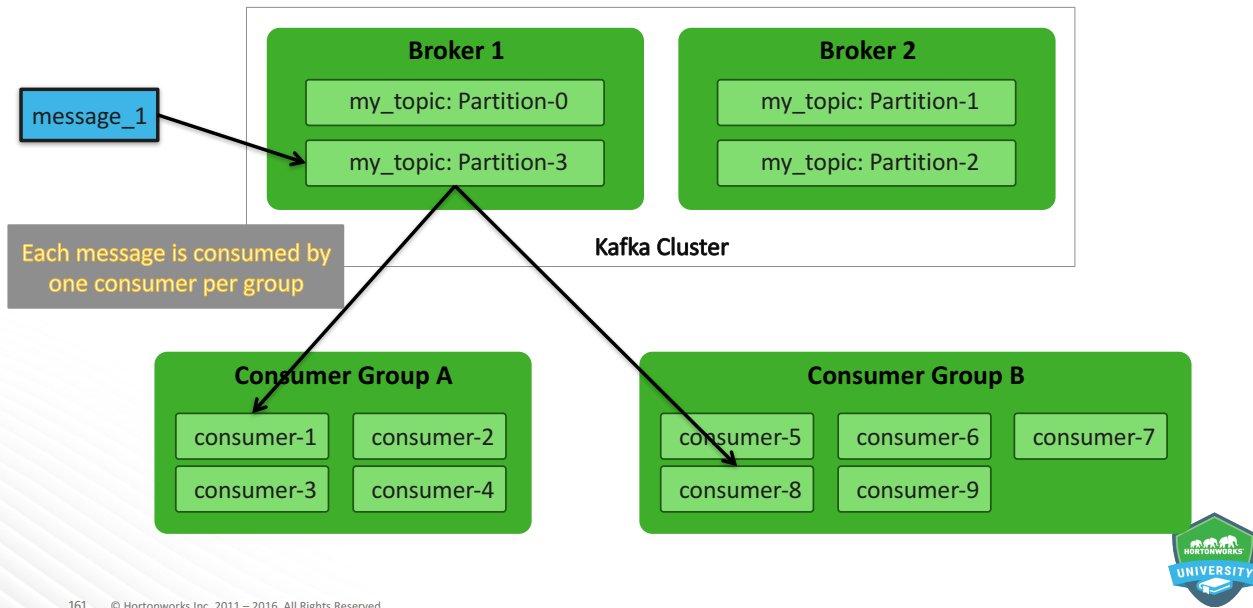 Broker 1
Broker 2
my_topic: Partition-0
my_topic: Partition-1
message_1
my_topic: Partition-3
my_topic: Partition-2
Kafka Cluster
Each message is consumed by
one consumer per group
Consumer Group A
Consumer Group B
consumer-1
consumer-2
consumer-5
consumer-6
consumer-7
consumer-3
consumer-4
consumer-8
consumer-9
HORTONWORKS
UNIVERSITY
161 © Hortonworks Inc. 2011 – 2016. All Rights Reserved